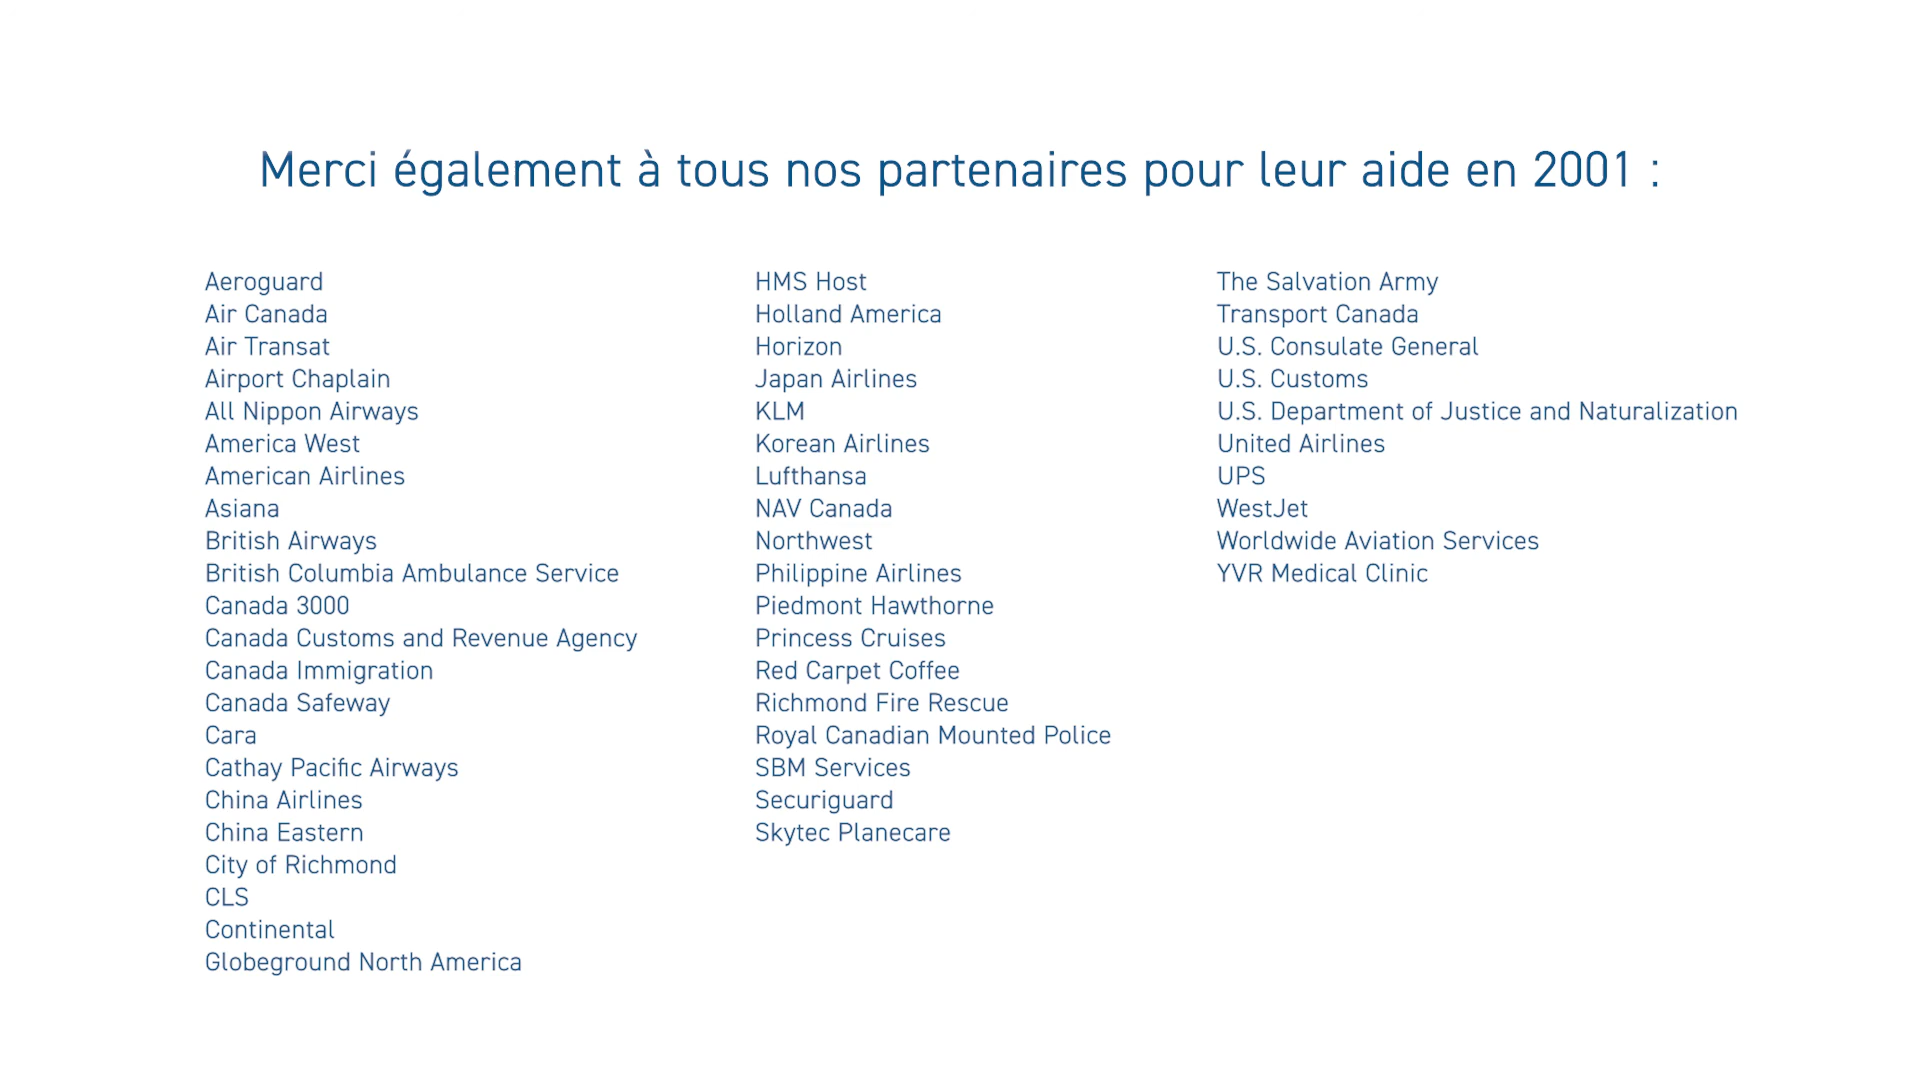 Merci également à tous nos partenaires pour leur aide en 2001 :
Aeroguard
Air Canada
Air Transat
Airport Chaplain
All Nippon Airways
America West
American Airlines
Asiana
British Airways
British Columbia Ambulance Service
Canada 3000
Canada Customs and Revenue Agency
Canada Immigration
Canada Safeway
Cara
Cathay Pacific Airways
China Airlines
China Eastern
City of Richmond
CLS
Continental
Globeground North America
HMS Host
Holland America
Horizon
Japan Airlines
KLM
Korean Airlines
Lufthansa
NAV Canada
Northwest
Philippine Airlines
Piedmont Hawthorne
Princess Cruises
Red Carpet Coffee
Richmond Fire Rescue
Royal Canadian Mounted Police
SBM Services
Securiguard
Skytec Planecare
The Salvation Army
Transport Canada
U.S. Consulate General
U.S. Customs
U.S. Department of Justice and Naturalization
United Airlines
UPS
WestJet
Worldwide Aviation Services
YVR Medical Clinic